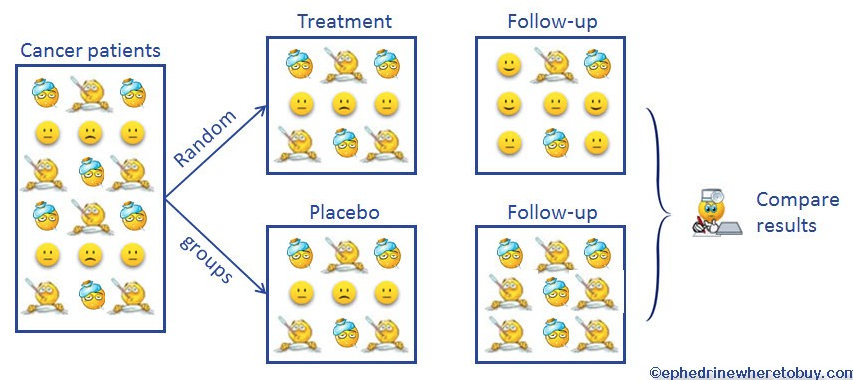 Cancer patients
Treatment
Follow-up
Random
groups
Placebo
Follow-up
Compare
results
©ephedrinewheretobuy.com